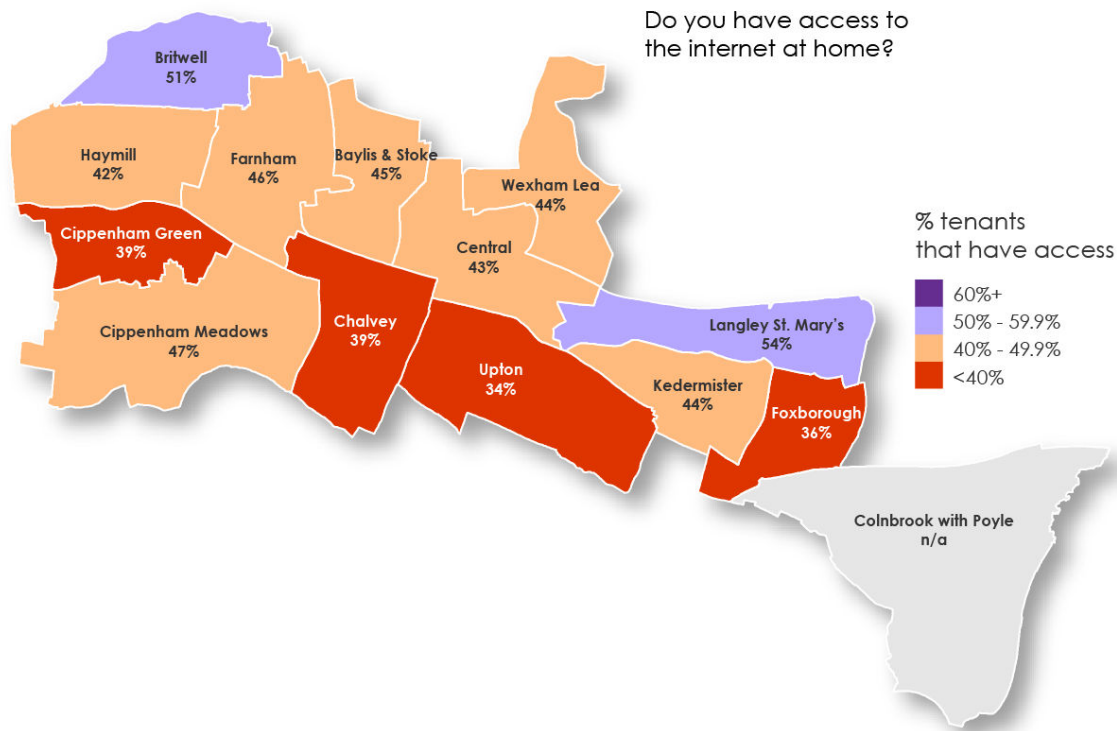 Do you have access to
the internet at home?
Britwell
51%
Haymill
42%
Farnham
46%
Baylis & Stoke
45%
Wexham Lea
44%
Cippenham Green
39%
Central
43%
Cippenham Meadows
47%
Chalvey
39%
Upton
34%
Langley St. Mary's
54%
Kedermister
44%
Foxborough
36%
Colnbrook with Poyle
n/a
% tenants
that have access
60%+
50% - 59.9%
40% - 49.9%
<40%